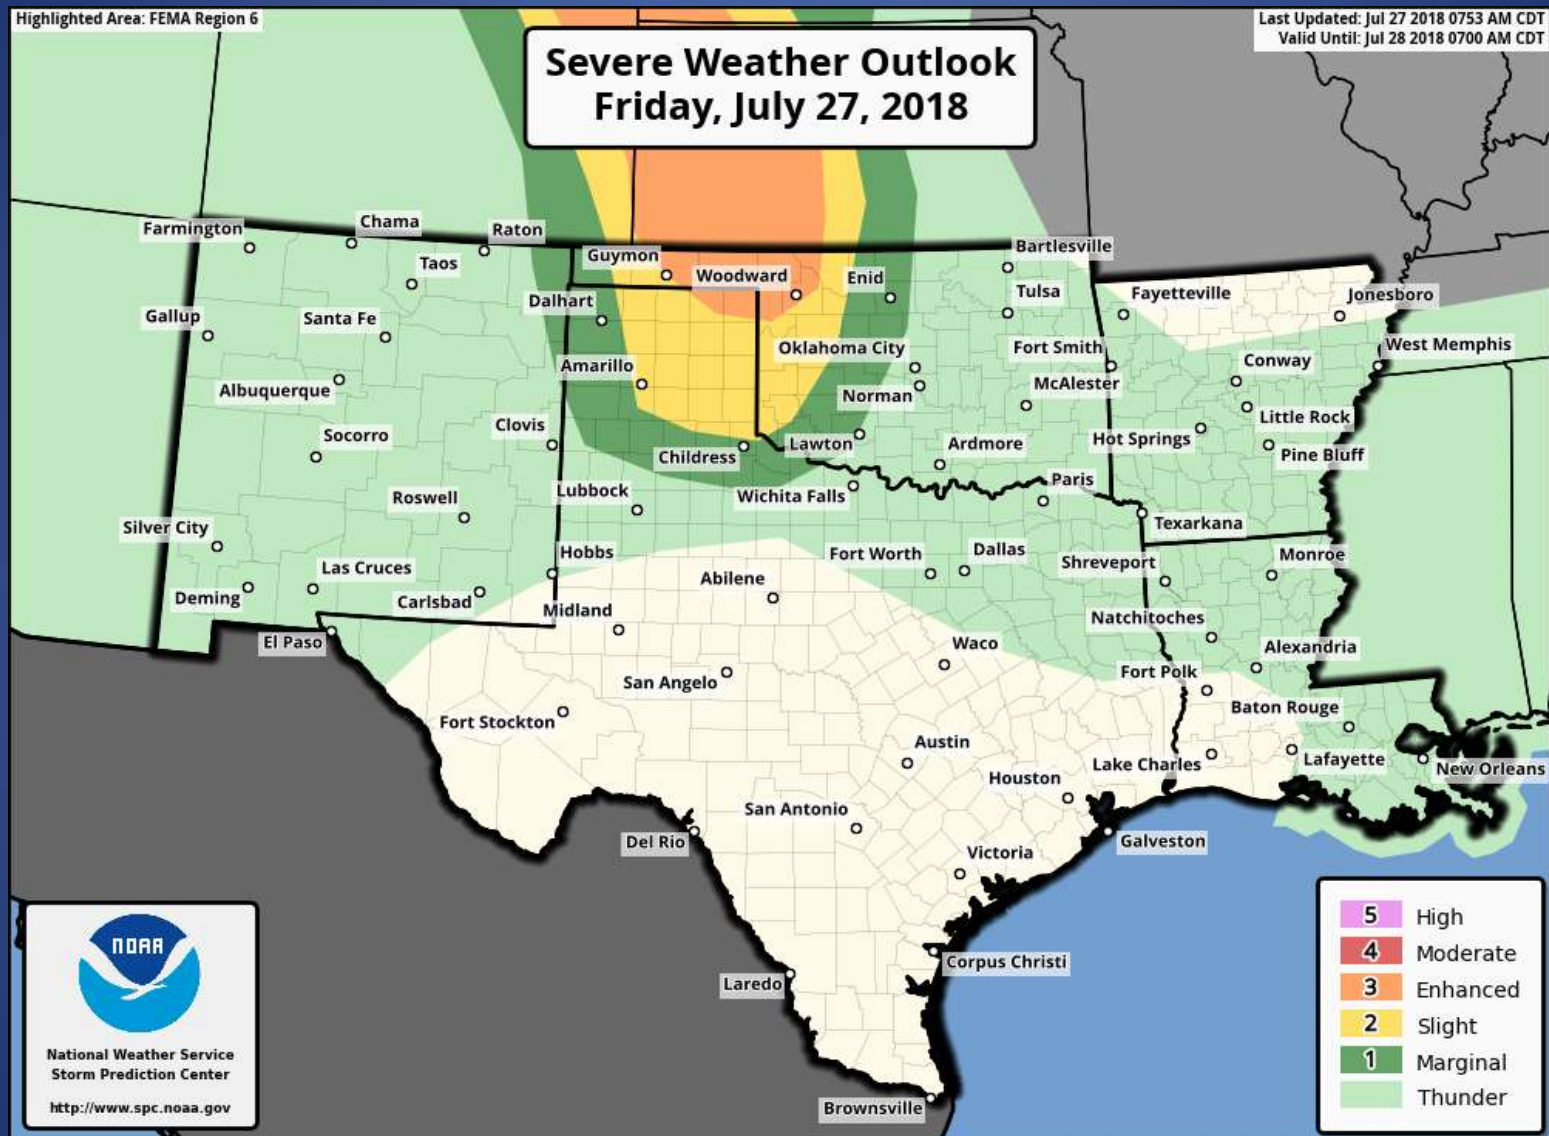 Highlighted Area: FEMA Region 6
Last Updated: Jul 27 2018 0753 AM CDT
Valid Until: Jul 28 2018 0700 AM CDT
Severe Weather Outlook
Friday, July 27, 2018
Farmington
Chama
Raton
Taos
Guymon
Woodward
Enid
Bartlesville
Tulsa
Fayetteville
Jonesboro
Dalhart
Gallup
Santa Fe
Oklahoma City
Fort Smith
West Memphis
Amarillo
Conway
Albuquerque
Norman
McAlester
Little Rock
Clovis
Socorro
Childress
Lawton
Ardmore
Hot Springs
Pine Bluff
Roswell
Lubbock
Wichita Falls
Paris
Silver City
Texarkana
Las Cruces
Hobbs
Fort Worth
Dallas
Shreveport
Monroe
Deming
Carlsbad
Abilene
Midland
Natchitoches
El Paso
Waco
Alexandria
San Angelo
Fort Polk
Fort Stockton
Baton Rouge
Austin
Houston
Lake Charles
Lafayette
New Orleans
San Antonio
Del Rio
Galveston
Victoria
Corpus Christi
Laredo
Brownsville
NOAA
National Weather Service
Storm Prediction Center
http://www.spc.noaa.gov
5 High
4 Moderate
3 Enhanced
2 Slight
1 Marginal
Thunder